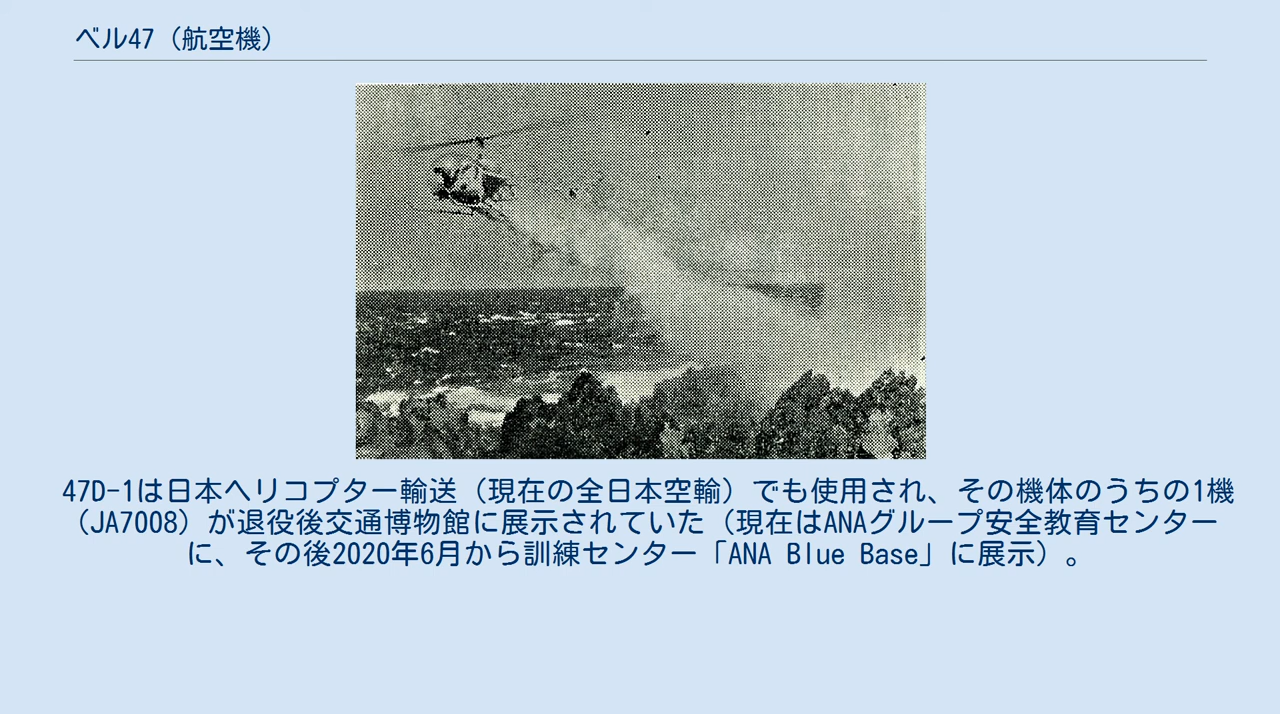 ベル47（航空機）
47D-1は日本ヘリコプター輸送（現在の全日本空輸）でも使用され、その機体のうちの1機
（JA7008）が退役後交通博物館に展示されていた（現在はANAグループ安全教育センター
に、その後2020年6月から訓練センター「ANA Blue Base」に展示）。